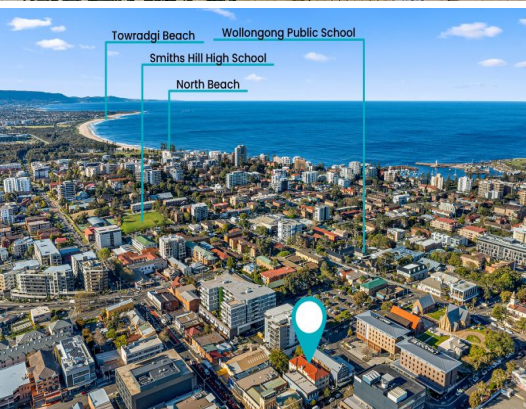 Towradgi Beach
Wollongong Public School
Smiths Hill High School
North Beach